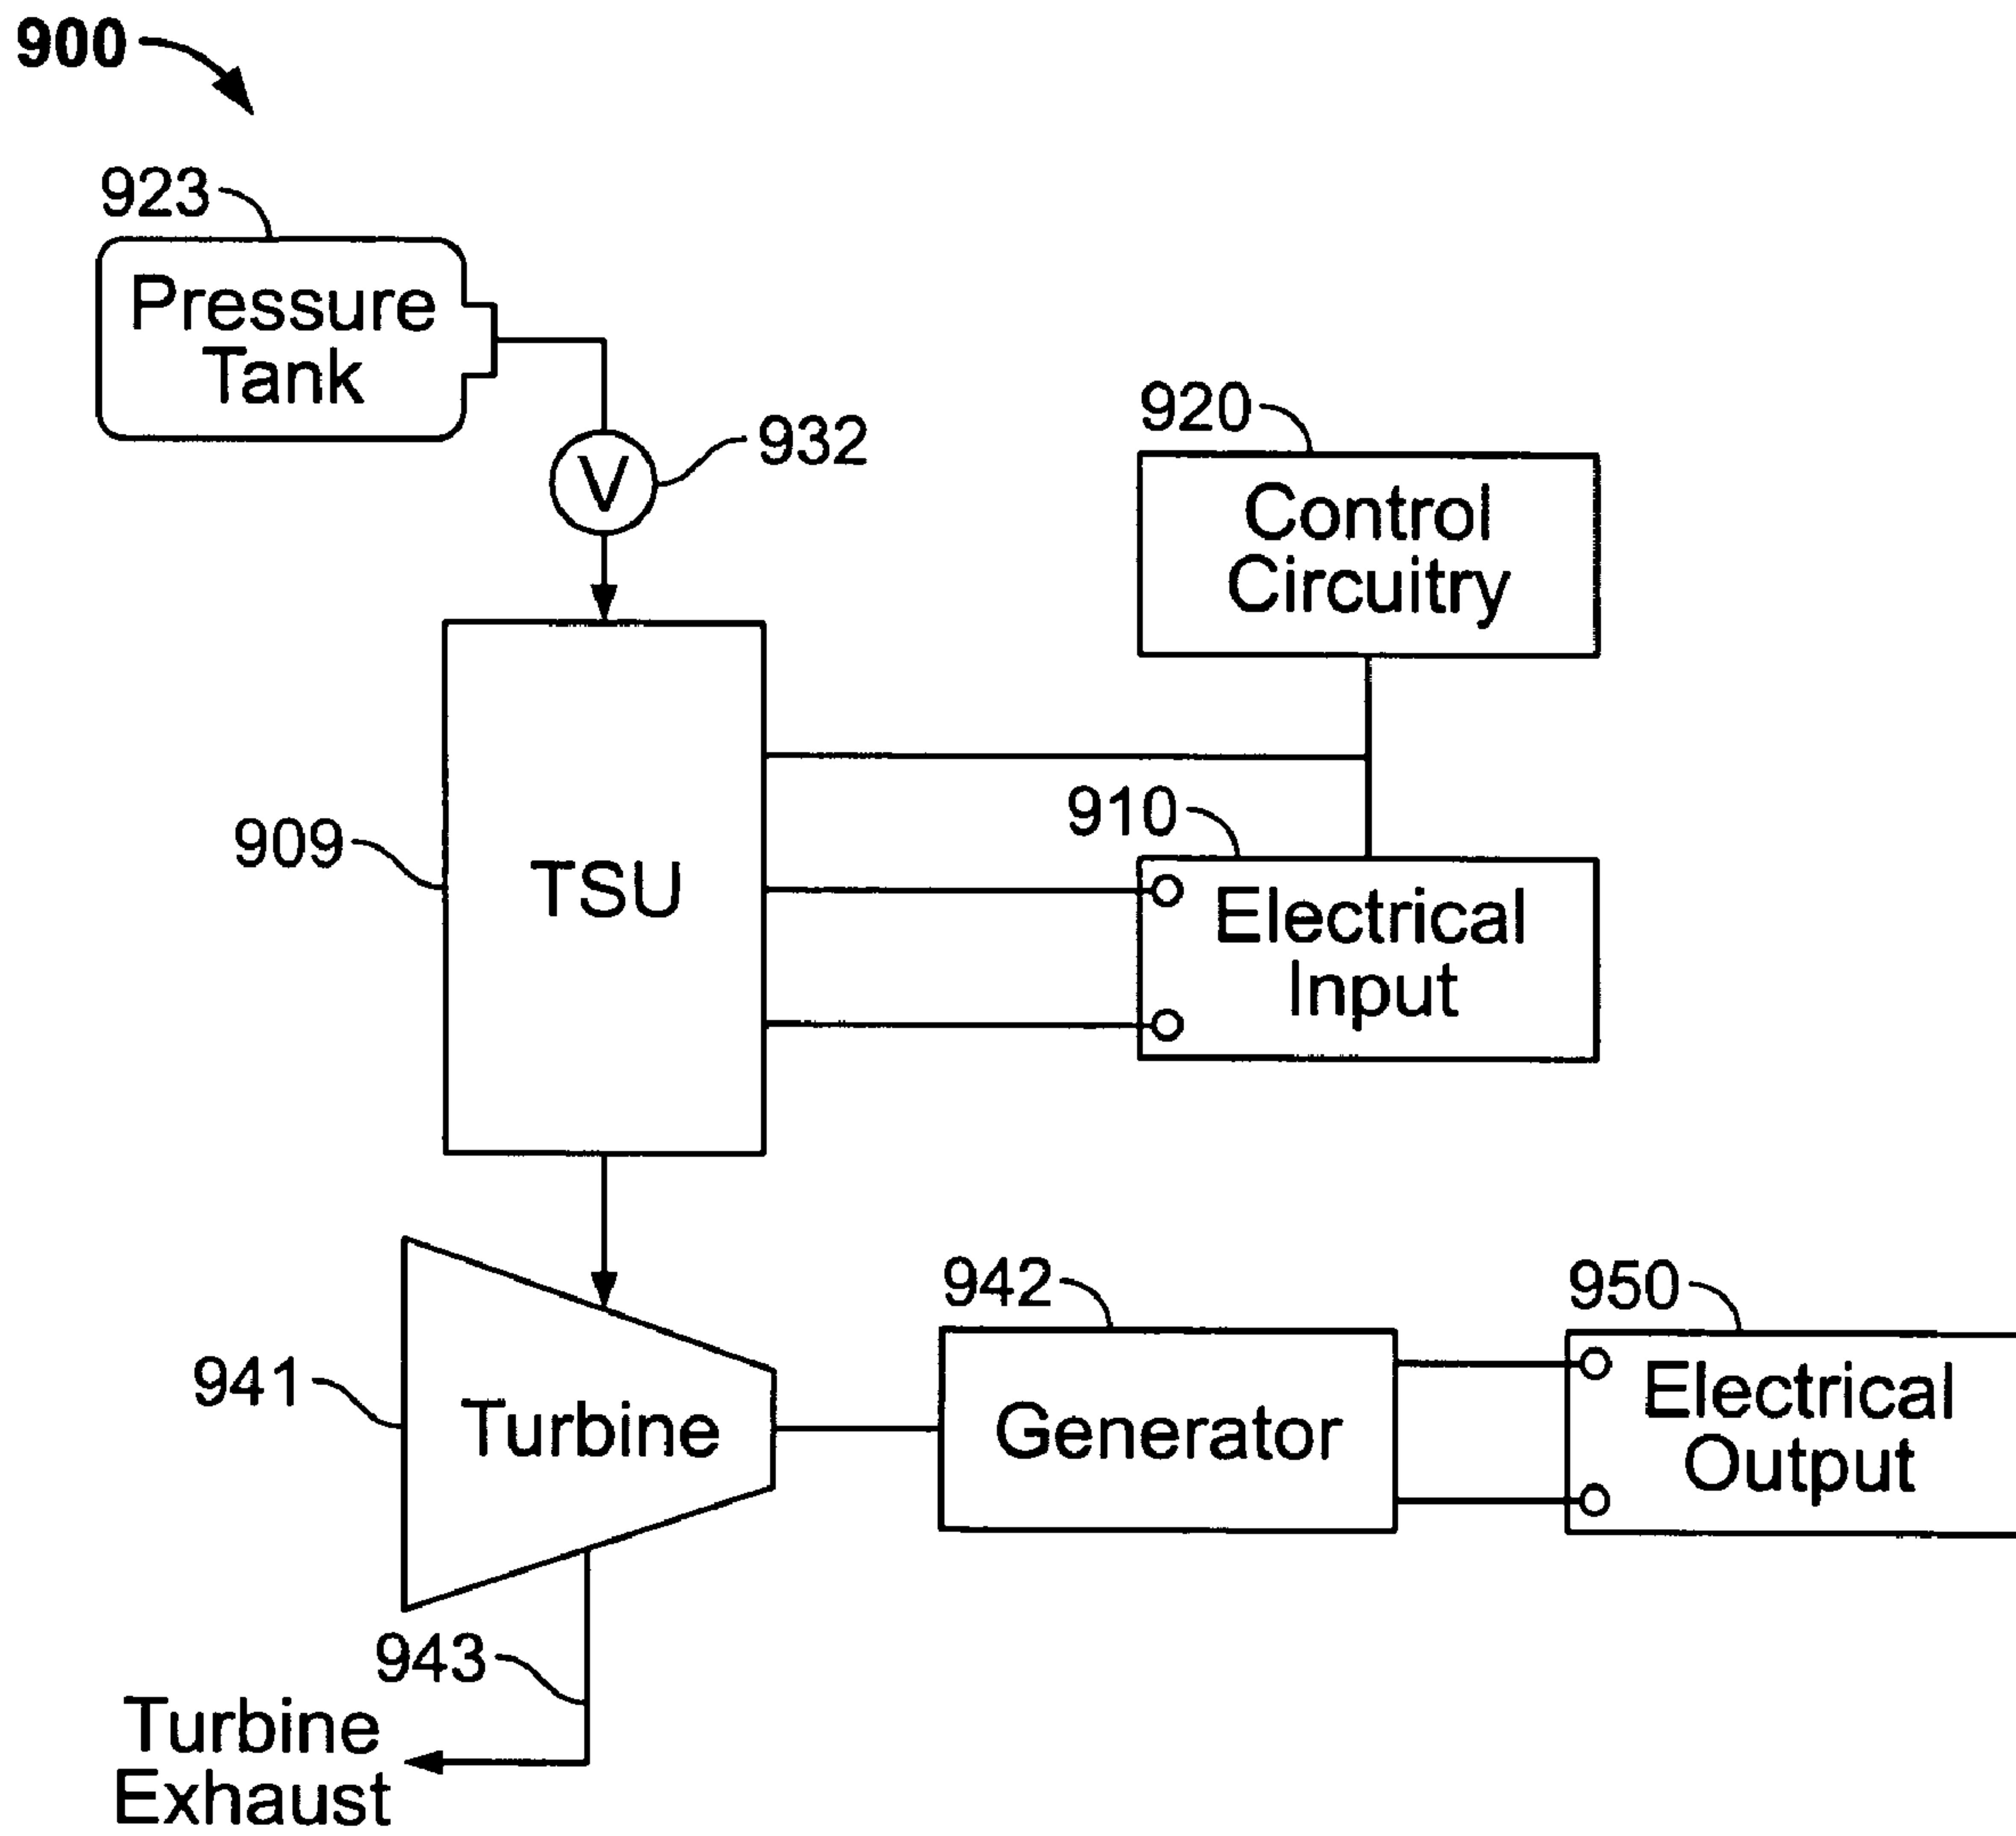 900
923
Pressure
Tank
932
V
920
Control
Circuitry
909
TSU
910
Electrical
Input
941
Turbine
942
Generator
950
Electrical
Output
943
Turbine
Exhaust